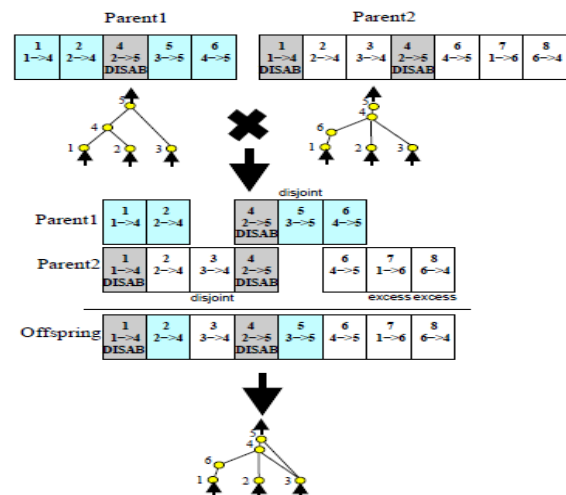 Parent1 Parent2
1 2 4 5 6 1 2 3 4 6 7 8
1->4 2->4 2->5 3->5 4->5 1->4 2->4 3->4 2->5 4->5 1->6 6->4
DISAB DISAB DISAB
5
4
1 2 3
5
4
6
1 2 3
disjoint
Parent1 1 2 4 5 6
1->4 2->4 2->5 3->5 4->5
DISAB
Parent2 1 2 3 4 6 7 8
1->4 2->4 3->4 2->5 4->5 1->6 6->4
DISAB DISAB
disjoint excess excess
Offspring 1 2 3 4 5 6 7 8
1->4 2->4 3->4 2->5 3->5 4->5 1->6 6->4
DISAB DISAB
5
4
6
1 2 3